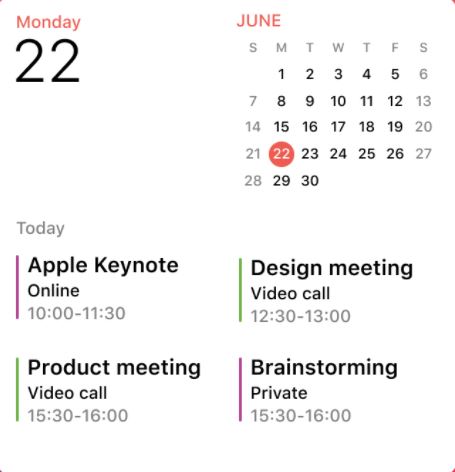 Monday
22
JUNE
S M T W T F S
1 2 3 4 5 6
7 8 9 10 11 12 13
14 15 16 17 18 19 20
21 22 23 24 25 26 27
28 29 30
Today
Apple Keynote
Online
10:00-11:30
Design meeting
Video call
12:30-13:00
Product meeting
Video call
15:30-16:00
Brainstorming
Private
15:30-16:00